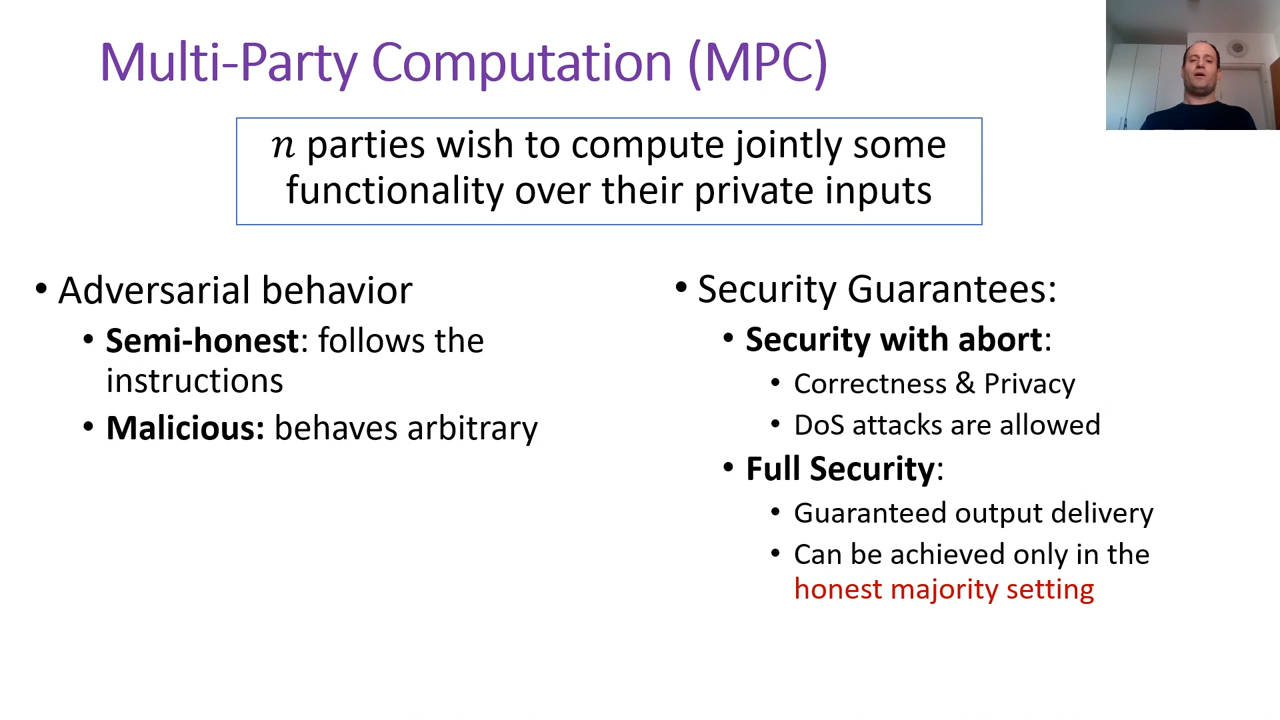 Multi-Party Computation (MPC)
n parties wish to compute jointly some
functionality over their private inputs
• Adversarial behavior
• Semi-honest: follows the
instructions
• Malicious: behaves arbitrary
• Security Guarantees:
• Security with abort:
• Correctness & Privacy
• DoS attacks are allowed
• Full Security:
• Guaranteed output delivery
• Can be achieved only in the
honest majority setting